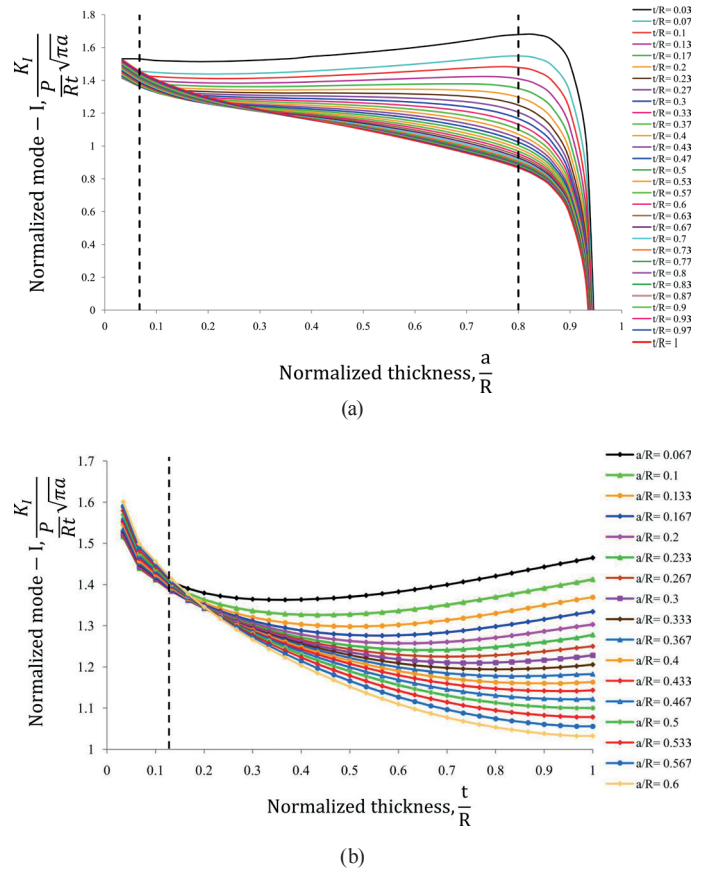 Normalized mode − I, K_I / (P/Rt √πa)
1.8
1.6
1.4
1.2
1
0.8
0.6
0.4
0.2
0
0 0.1 0.2 0.3 0.4 0.5 0.6 0.7 0.8 0.9 1
Normalized thickness, a/R
t/R= 0.03
t/R= 0.07
t/R= 0.1
t/R= 0.13
t/R= 0.17
t/R= 0.2
t/R= 0.23
t/R= 0.27
t/R= 0.3
t/R= 0.33
t/R= 0.37
t/R= 0.4
t/R= 0.43
t/R= 0.47
t/R= 0.5
t/R= 0.53
t/R= 0.57
t/R= 0.6
t/R= 0.63
t/R= 0.67
t/R= 0.7
t/R= 0.73
t/R= 0.77
t/R= 0.8
t/R= 0.83
t/R= 0.87
t/R= 0.9
t/R= 0.93
t/R= 0.97
t/R= 1
(a)
Normalized mode − I, K_I / (P/Rt √πa)
1.7
1.6
1.5
1.4
1.3
1.2
1.1
1
0 0.1 0.2 0.3 0.4 0.5 0.6 0.7 0.8 0.9 1
Normalized thickness, t/R
a/R= 0.067
a/R= 0.1
a/R= 0.133
a/R= 0.167
a/R= 0.2
a/R= 0.233
a/R= 0.267
a/R= 0.3
a/R= 0.333
a/R= 0.367
a/R= 0.4
a/R= 0.433
a/R= 0.467
a/R= 0.5
a/R= 0.533
a/R= 0.567
a/R= 0.6
(b)